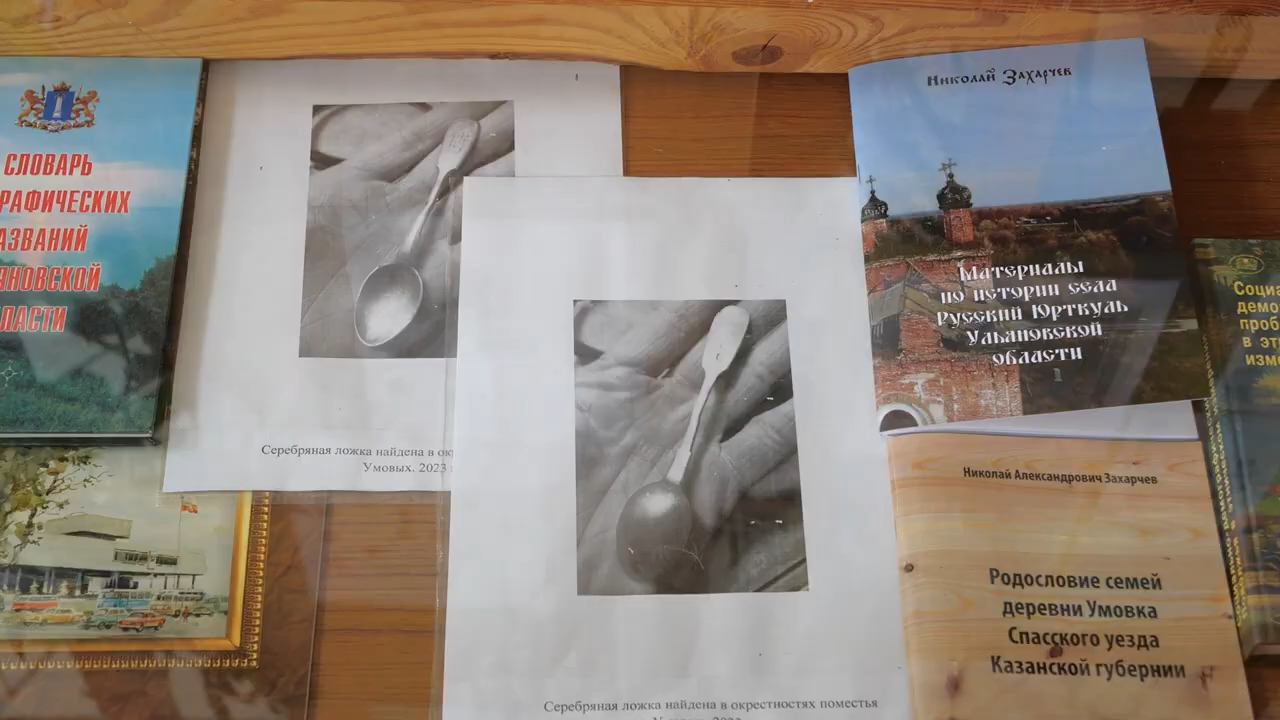 СЛОВАРЬ
РАФИЧЕСКИХ
АЗВАНИЙ
ЯНОВСКОЙ
ЛАСТИ
Серебряная ложка найдена в окр
Умовых. 2023
Серебряная ложка найдена в окрестностях поместья
Николай Захарчев
Материалы
по истории села
Русский Юрткуль
Ульяновской
области
Николай Александрович Захарчев
Родословие семей
деревни Умовка
Спасского уезда
Казанской губернии
Социа
демо
проб
в эт
изме